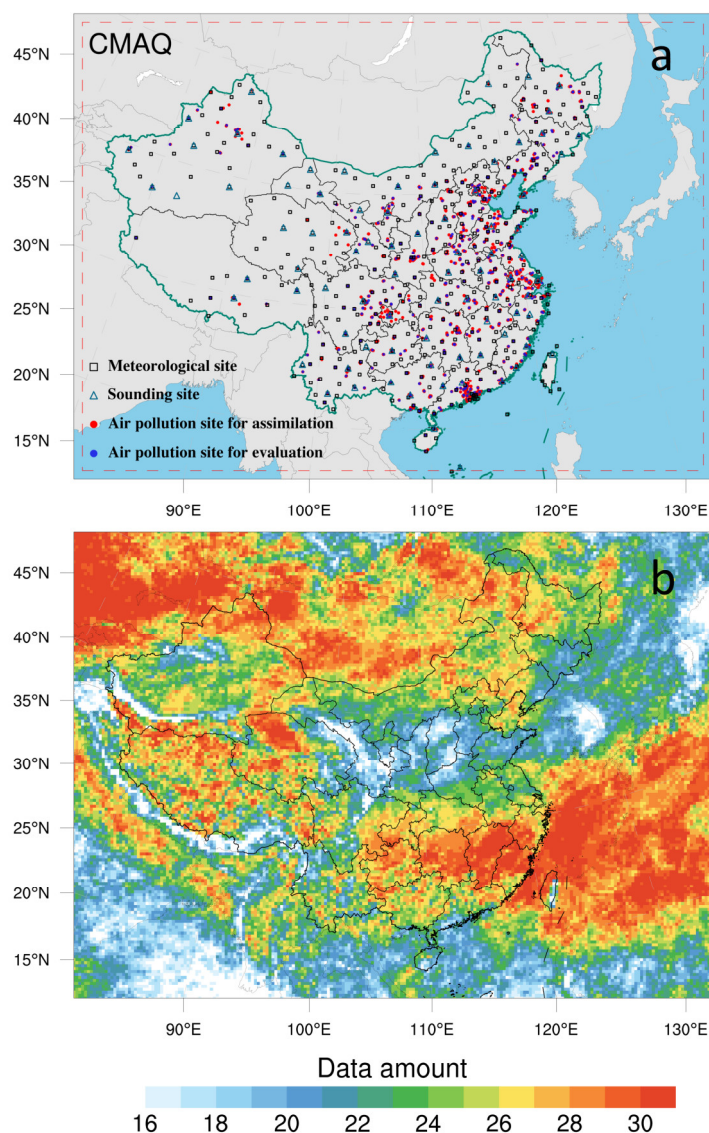 CMAQ
a
45°N
40°N
35°N
30°N
25°N
20°N
15°N
Meteorological site
Sounding site
Air pollution site for assimilation
Air pollution site for evaluation
90°E 100°E 110°E 120°E 130°E
b
45°N
40°N
35°N
30°N
25°N
20°N
15°N
90°E 100°E 110°E 120°E 130°E
Data amount
16 18 20 22 24 26 28 30